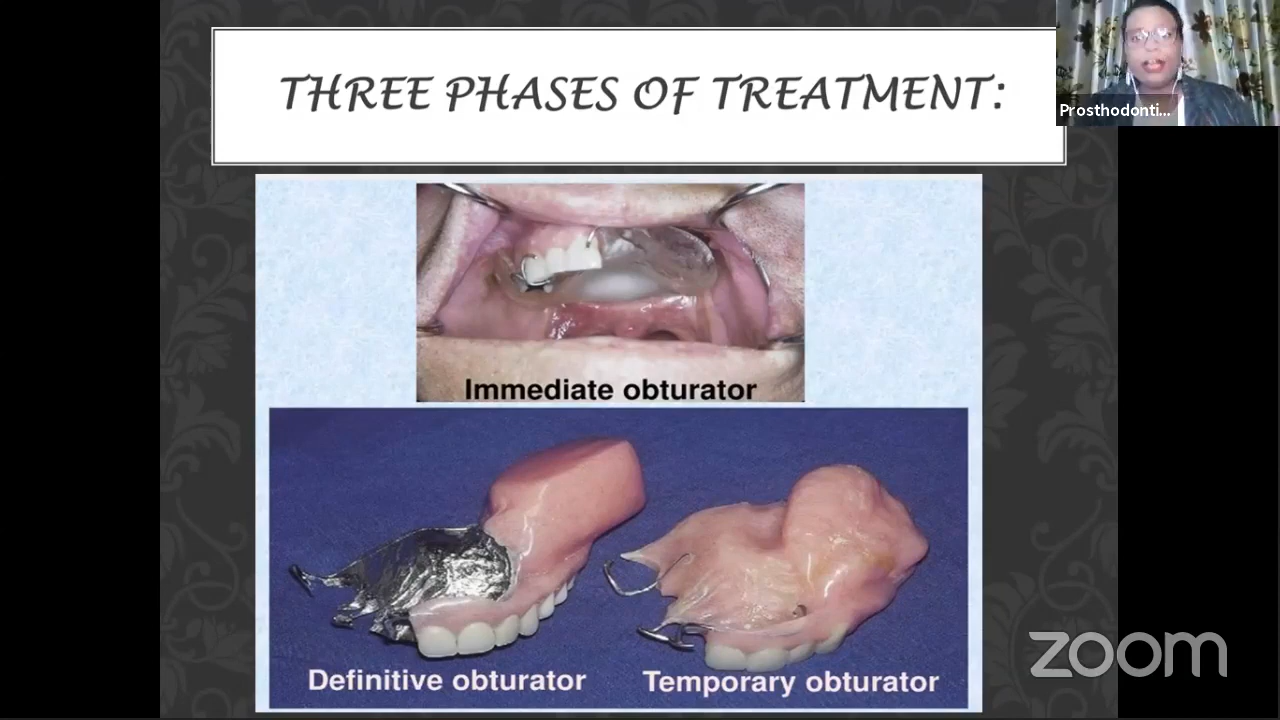 THREE PHASES OF TREATMENT:
Prosthodonti...
Immediate obturator
Definitive obturator
Temporary obturator
zoom